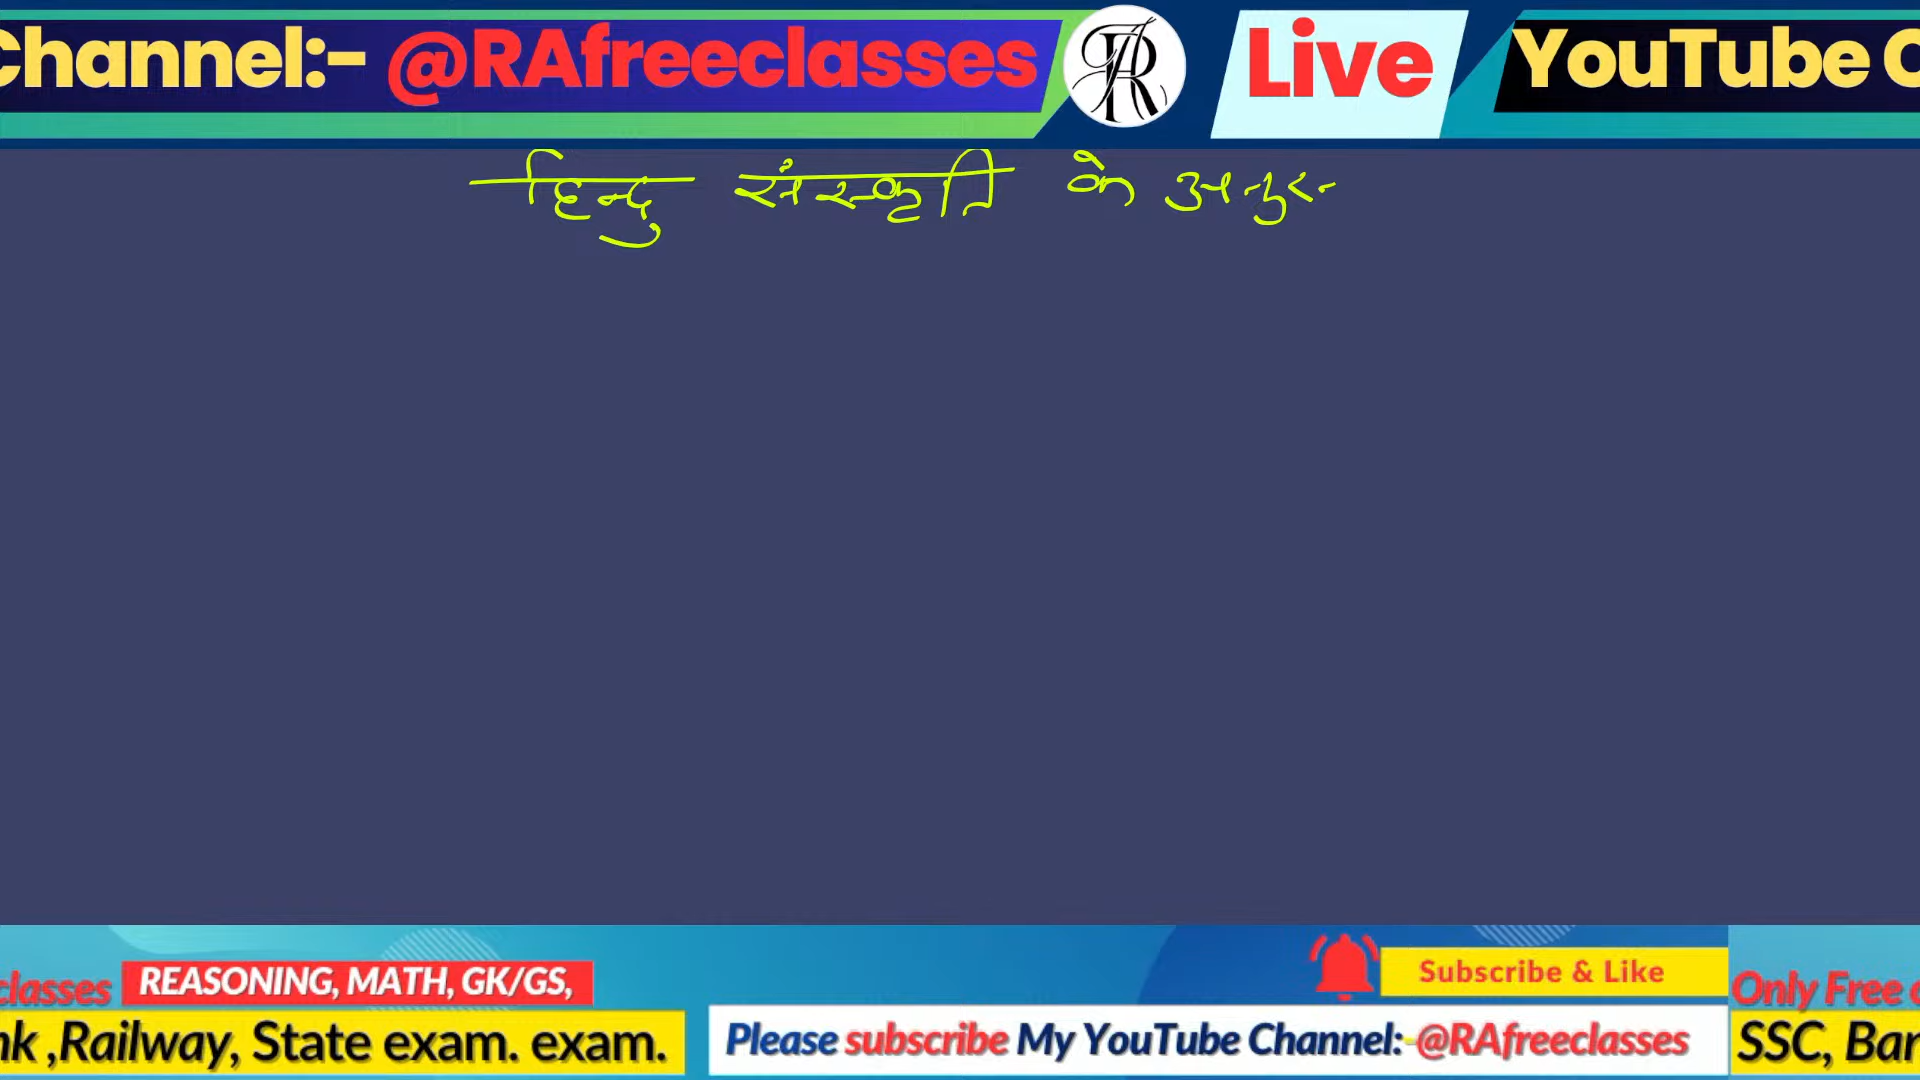 Channel:- @RAfreeclasses Live YouTube C
हिन्दु संस्कृति के अनुस
classes REASONING, MATH, GK/GS, Subscribe & Like Only Free
nk ,Railway, State exam. exam. Please subscribe My YouTube Channel:-@RAfreeclasses SSC, Ban